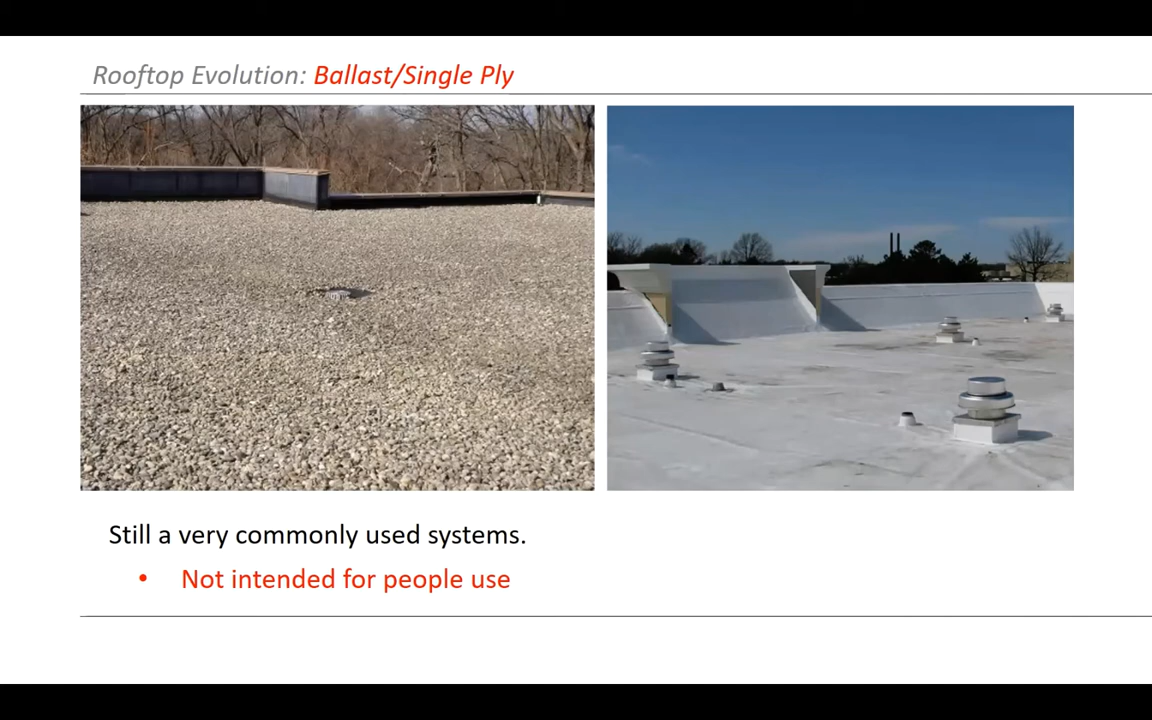 Rooftop Evolution: Ballast/Single Ply
Still a very commonly used systems.
• Not intended for people use